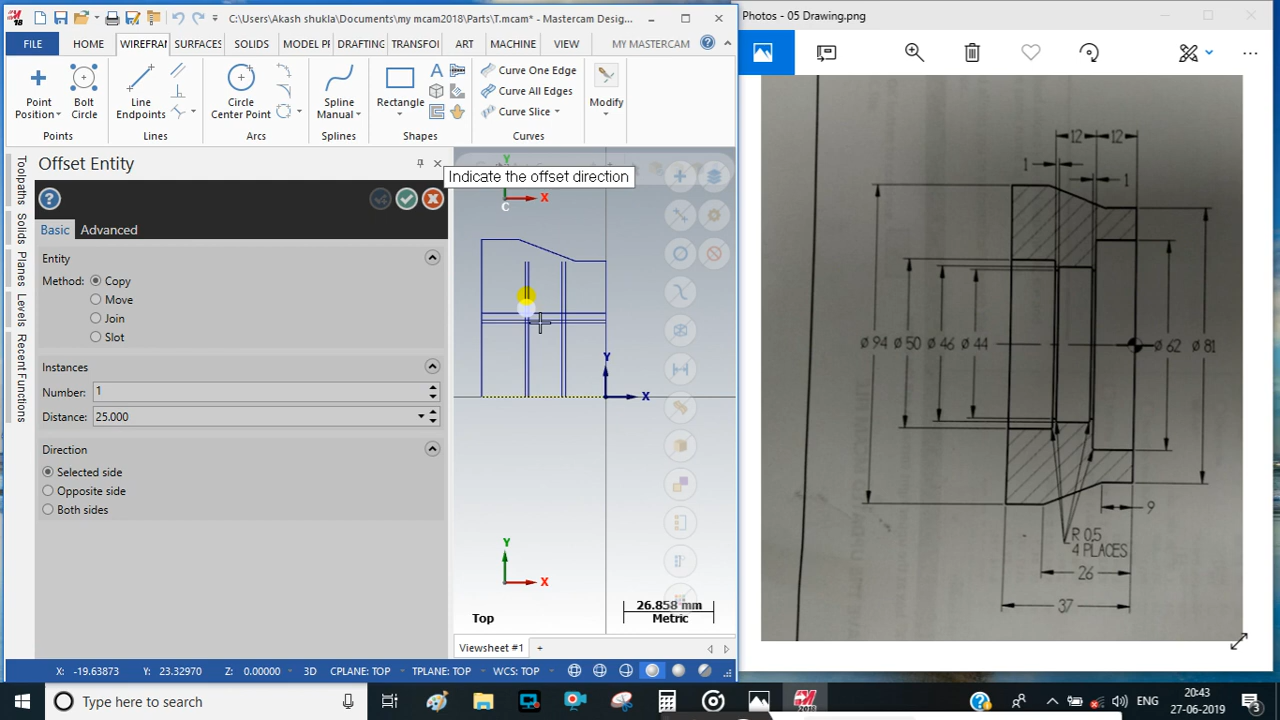 C:\Users\Akash shukla\Documents\my mcam2018\Parts\T.mcam* - Mastercam Desig...
FILE HOME WIREFRAM SURFACES SOLIDS MODEL PI DRAFTING TRANSFOI ART MACHINE VIEW MY MASTERCAM
Point Position
Bolt Circle
Line Endpoints
Circle Center Point
Spline Manual
Rectangle
Curve One Edge
Curve All Edges
Curve Slice
Modify
Points Lines Arcs Splines Shapes Curves
Toolpaths
Solids
Planes
Levels
Recent Functions
Offset Entity
Basic Advanced
Entity
Method: Copy
Move
Join
Slot
Instances
Number: 1
Distance: 25.000
Direction
Selected side
Opposite side
Both sides
Indicate the offset direction
Y
X
C
Y
X
Y
X
Top
26.858 mm
Metric
Viewsheet #1 +
X: -19.63873 Y: 23.32970 Z: 0.00000 3D CPLANE: TOP TPLANE: TOP WCS: TOP
Photos - 05 Drawing.png
12 12
1
1
Ø 94 Ø 50 Ø 46 Ø 44 Ø 62 Ø 81
9
R 0,5
4 PLACES
26
37
Type here to search
ENG
20:43
27-06-2019
3